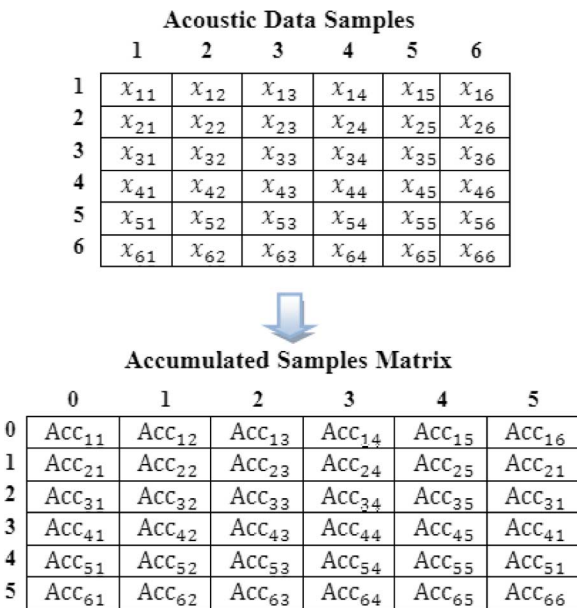 Acoustic Data Samples
1 2 3 4 5 6
1 x₁₁ x₁₂ x₁₃ x₁₄ x₁₅ x₁₆
2 x₂₁ x₂₂ x₂₃ x₂₄ x₂₅ x₂₆
3 x₃₁ x₃₂ x₃₃ x₃₄ x₃₅ x₃₆
4 x₄₁ x₄₂ x₄₃ x₄₄ x₄₅ x₄₆
5 x₅₁ x₅₂ x₅₃ x₅₄ x₅₅ x₅₆
6 x₆₁ x₆₂ x₆₃ x₆₄ x₆₅ x₆₆
Accumulated Samples Matrix
0 1 2 3 4 5
0 Acc₁₁ Acc₁₂ Acc₁₃ Acc₁₄ Acc₁₅ Acc₁₆
1 Acc₂₁ Acc₂₂ Acc₂₃ Acc₂₄ Acc₂₅ Acc₂₁
2 Acc₃₁ Acc₃₂ Acc₃₃ Acc₃₄ Acc₃₅ Acc₃₁
3 Acc₄₁ Acc₄₂ Acc₄₃ Acc₄₄ Acc₄₅ Acc₄₁
4 Acc₅₁ Acc₅₂ Acc₅₃ Acc₅₄ Acc₅₅ Acc₅₁
5 Acc₆₁ Acc₆₂ Acc₆₃ Acc₆₄ Acc₆₅ Acc₆₆